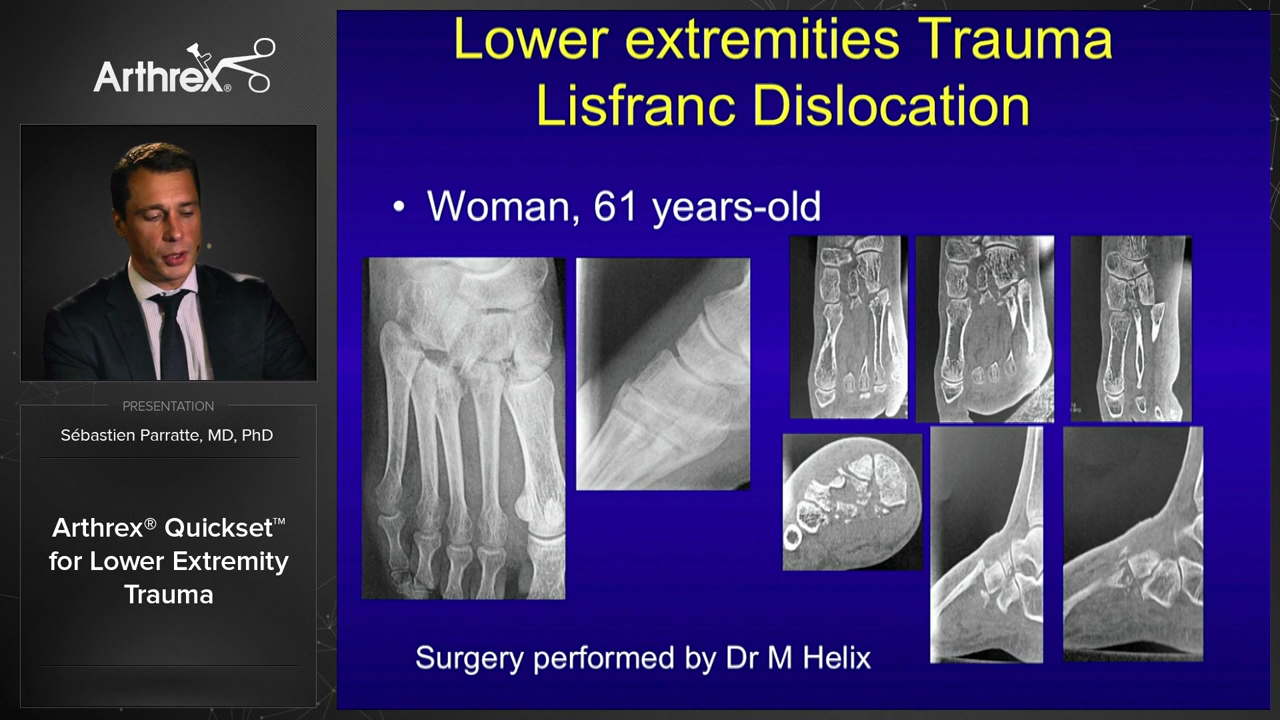 Arthrex®
PRESENTATION
Sébastien Parratte, MD, PhD
Arthrex® Quickset™
for Lower Extremity
Trauma
Lower extremities Trauma
Lisfranc Dislocation
• Woman, 61 years-old
Surgery performed by Dr M Helix